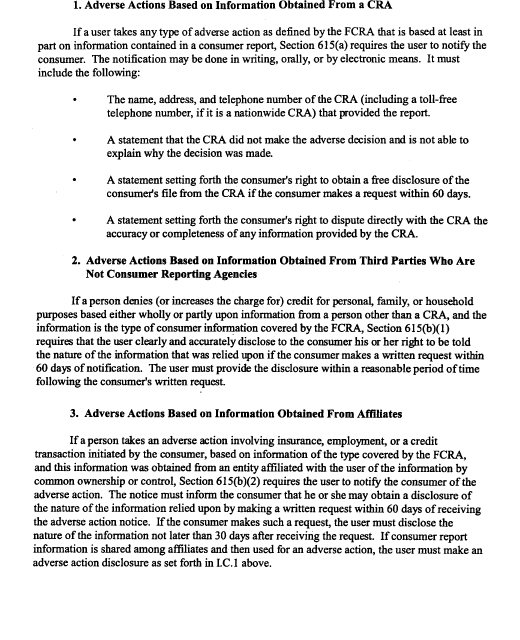 1. Adverse Actions Based on Information Obtained From a CRA
If a user takes any type of adverse action as defined by the FCRA that is based at least in
part on information contained in a consumer report, Section 615(a) requires the user to notify the
consumer. The notification may be done in writing, orally, or by electronic means. It must
include the following:
• The name, address, and telephone number of the CRA (including a toll-free
telephone number, if it is a nationwide CRA) that provided the report.
• A statement that the CRA did not make the adverse decision and is not able to
explain why the decision was made.
• A statement setting forth the consumer's right to obtain a free disclosure of the
consumer's file from the CRA if the consumer makes a request within 60 days.
• A statement setting forth the consumer's right to dispute directly with the CRA the
accuracy or completeness of any information provided by the CRA.
2. Adverse Actions Based on Information Obtained From Third Parties Who Are
Not Consumer Reporting Agencies
If a person denies (or increases the charge for) credit for personal, family, or household
purposes based either wholly or partly upon information from a person other than a CRA, and the
information is the type of consumer information covered by the FCRA, Section 615(b)(1)
requires that the user clearly and accurately disclose to the consumer his or her right to be told
the nature of the information that was relied upon if the consumer makes a written request within
60 days of notification. The user must provide the disclosure within a reasonable period of time
following the consumer's written request.
3. Adverse Actions Based on Information Obtained From Affiliates
If a person takes an adverse action involving insurance, employment, or a credit
transaction initiated by the consumer, based on information of the type covered by the FCRA,
and this information was obtained from an entity affiliated with the user of the information by
common ownership or control, Section 615(b)(2) requires the user to notify the consumer of the
adverse action. The notice must inform the consumer that he or she may obtain a disclosure of
the nature of the information relied upon by making a written request within 60 days of receiving
the adverse action notice. If the consumer makes such a request, the user must disclose the
nature of the information not later than 30 days after receiving the request. If consumer report
information is shared among affiliates and then used for an adverse action, the user must make an
adverse action disclosure as set forth in I.C.1 above.